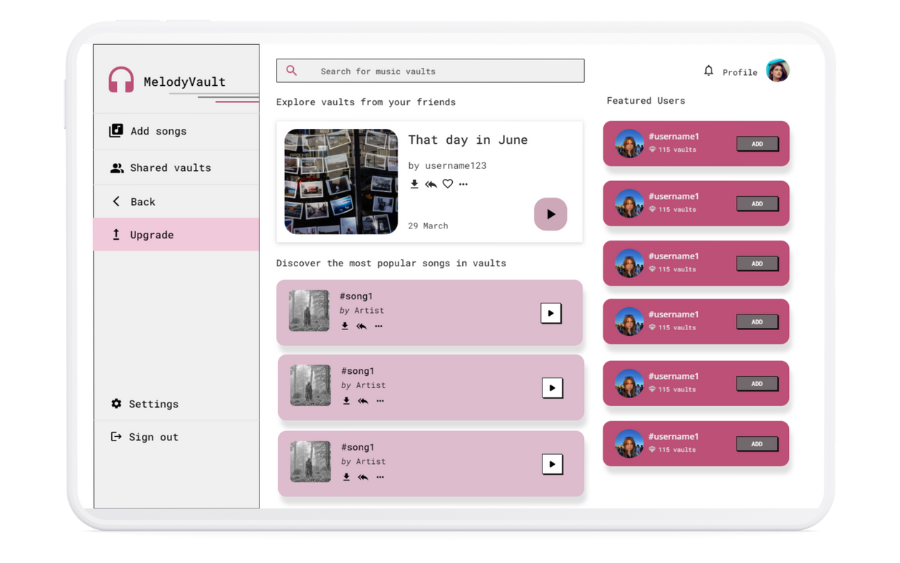 MelodyVault
Add songs
Shared vaults
Back
Upgrade
Settings
Sign out
Search for music vaults
Profile
Explore vaults from your friends
That day in June
by username123
29 March
Discover the most popular songs in vaults
#song1
by Artist
#song1
by Artist
#song1
by Artist
Featured Users
#username1
115 vaults
ADD
#username1
115 vaults
ADD
#username1
115 vaults
ADD
#username1
115 vaults
ADD
#username1
115 vaults
ADD
#username1
115 vaults
ADD